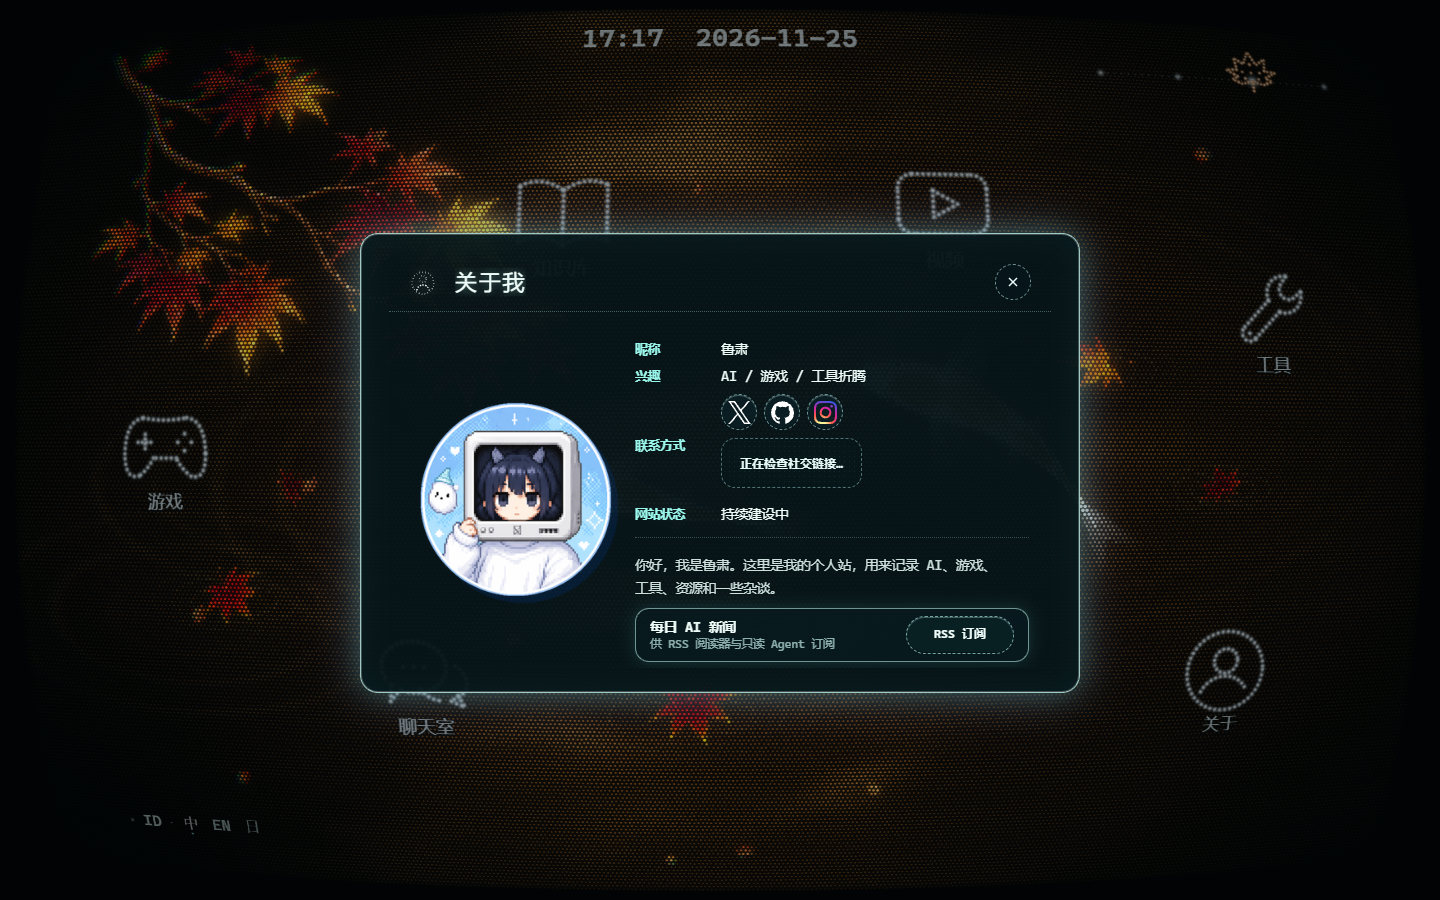 17:17 2026-11-25
关于我
×
昵称 鲁肃
兴趣 AI / 游戏 / 工具折腾
联系方式
正在检查社交链接…
网站状态 持续建设中
你好，我是鲁肃。这里是我的个人站，用来记录 AI、游戏、
工具、资源和一些杂谈。
每日 AI 新闻
供 RSS 阅读器与只读 Agent 订阅
RSS 订阅
工具
游戏
聊天室
关于
· ID · 中 EN 日